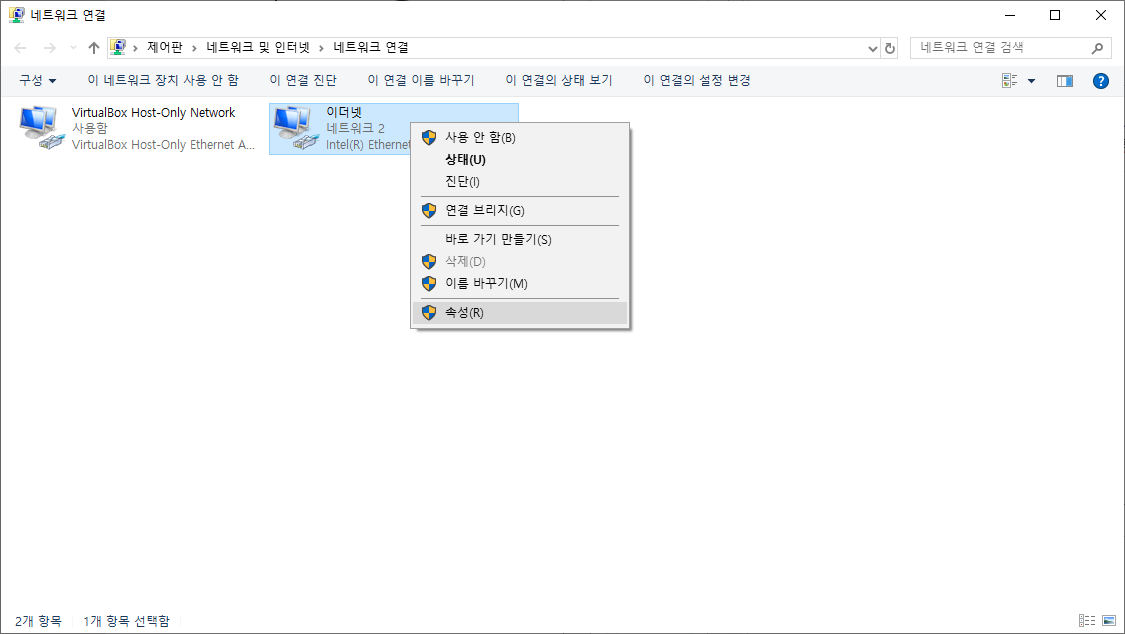 네트워크 연결
제어판 › 네트워크 및 인터넷 › 네트워크 연결
네트워크 연결 검색
구성
이 네트워크 장치 사용 안 함
이 연결 진단
이 연결 이름 바꾸기
이 연결의 상태 보기
이 연결의 설정 변경
VirtualBox Host-Only Network
사용함
VirtualBox Host-Only Ethernet A...
이더넷
네트워크 2
Intel(R) Ethernet
사용 안 함(B)
상태(U)
진단(I)
연결 브리지(G)
바로 가기 만들기(S)
삭제(D)
이름 바꾸기(M)
속성(R)
2개 항목
1개 항목 선택함